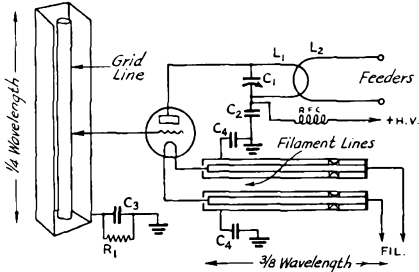 1/4 Wavelength
Grid Line
L1
L2
C1
Feeders
C2
R F C
+H.V.
C4
Filament Lines
C3
R1
C4
FIL.
3/8 Wavelength